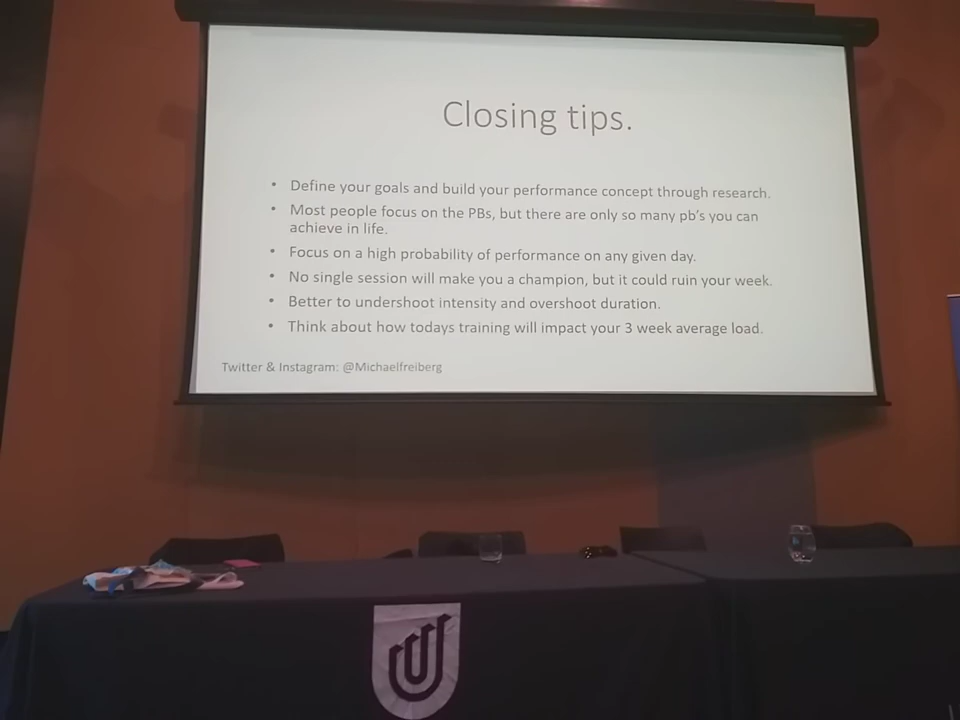 Closing tips.
• Define your goals and build your performance concept through research.
• Most people focus on the PBs, but there are only so many pb's you can
achieve in life.
• Focus on a high probability of performance on any given day.
• No single session will make you a champion, but it could ruin your week.
• Better to undershoot intensity and overshoot duration.
• Think about how todays training will impact your 3 week average load.
Twitter & Instagram: @Michaelfreiberg